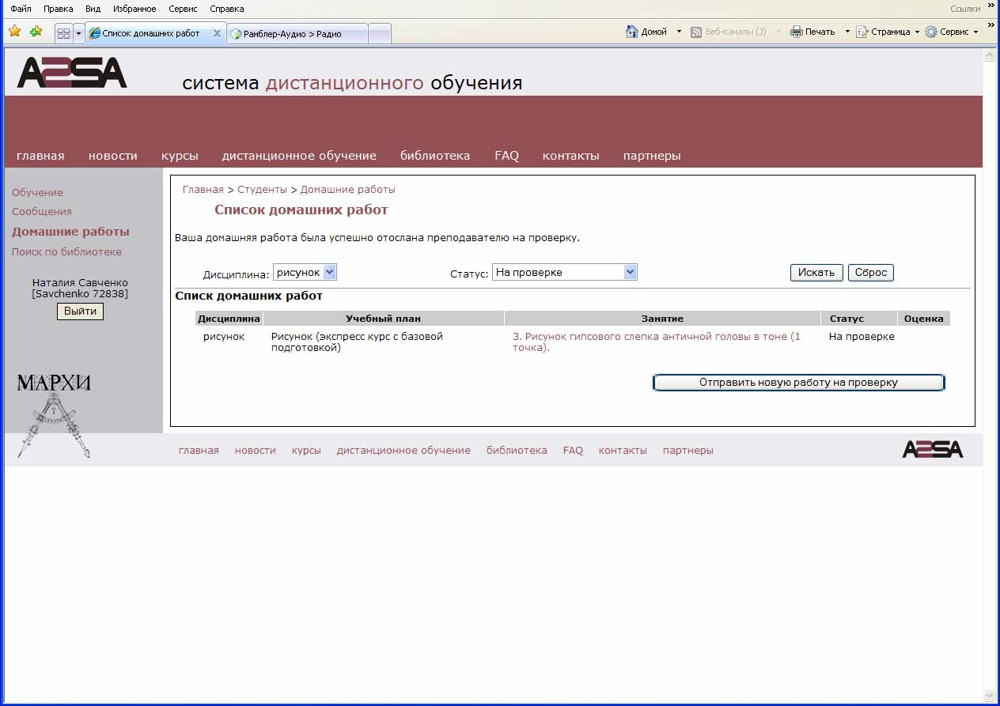 Файл Правка Вид Избранное Сервис Справка Ссылки »
Список домашних работ X Рамблер-Аудио > Радио Домой Веб-каналы (J) Печать Страница Сервис »
A2SA
система дистанционного обучения
главная новости курсы дистанционное обучение библиотека FAQ контакты партнеры
Обучение
Сообщения
Домашние работы
Поиск по библиотеке
Наталия Савченко
[Savchenko 72838]
Выйти
МАРХИ
Главная > Студенты > Домашние работы
Список домашних работ
Ваша домашняя работа была успешно отослана преподавателю на проверку.
Дисциплина: рисунок Статус: На проверке Искать Сброс
Списк домашних работ
Дисциплина Учебный план Занятие Статус Оценка
рисунок Рисунок (экспресс курс с базовой 3. Рисунок гипсового слепка античной головы в тоне (1 На проверке
подготовкой) точка).
Отправить новую работу на проверку
главная новости курсы дистанционное обучение библиотека FAQ контакты партнеры A2SA